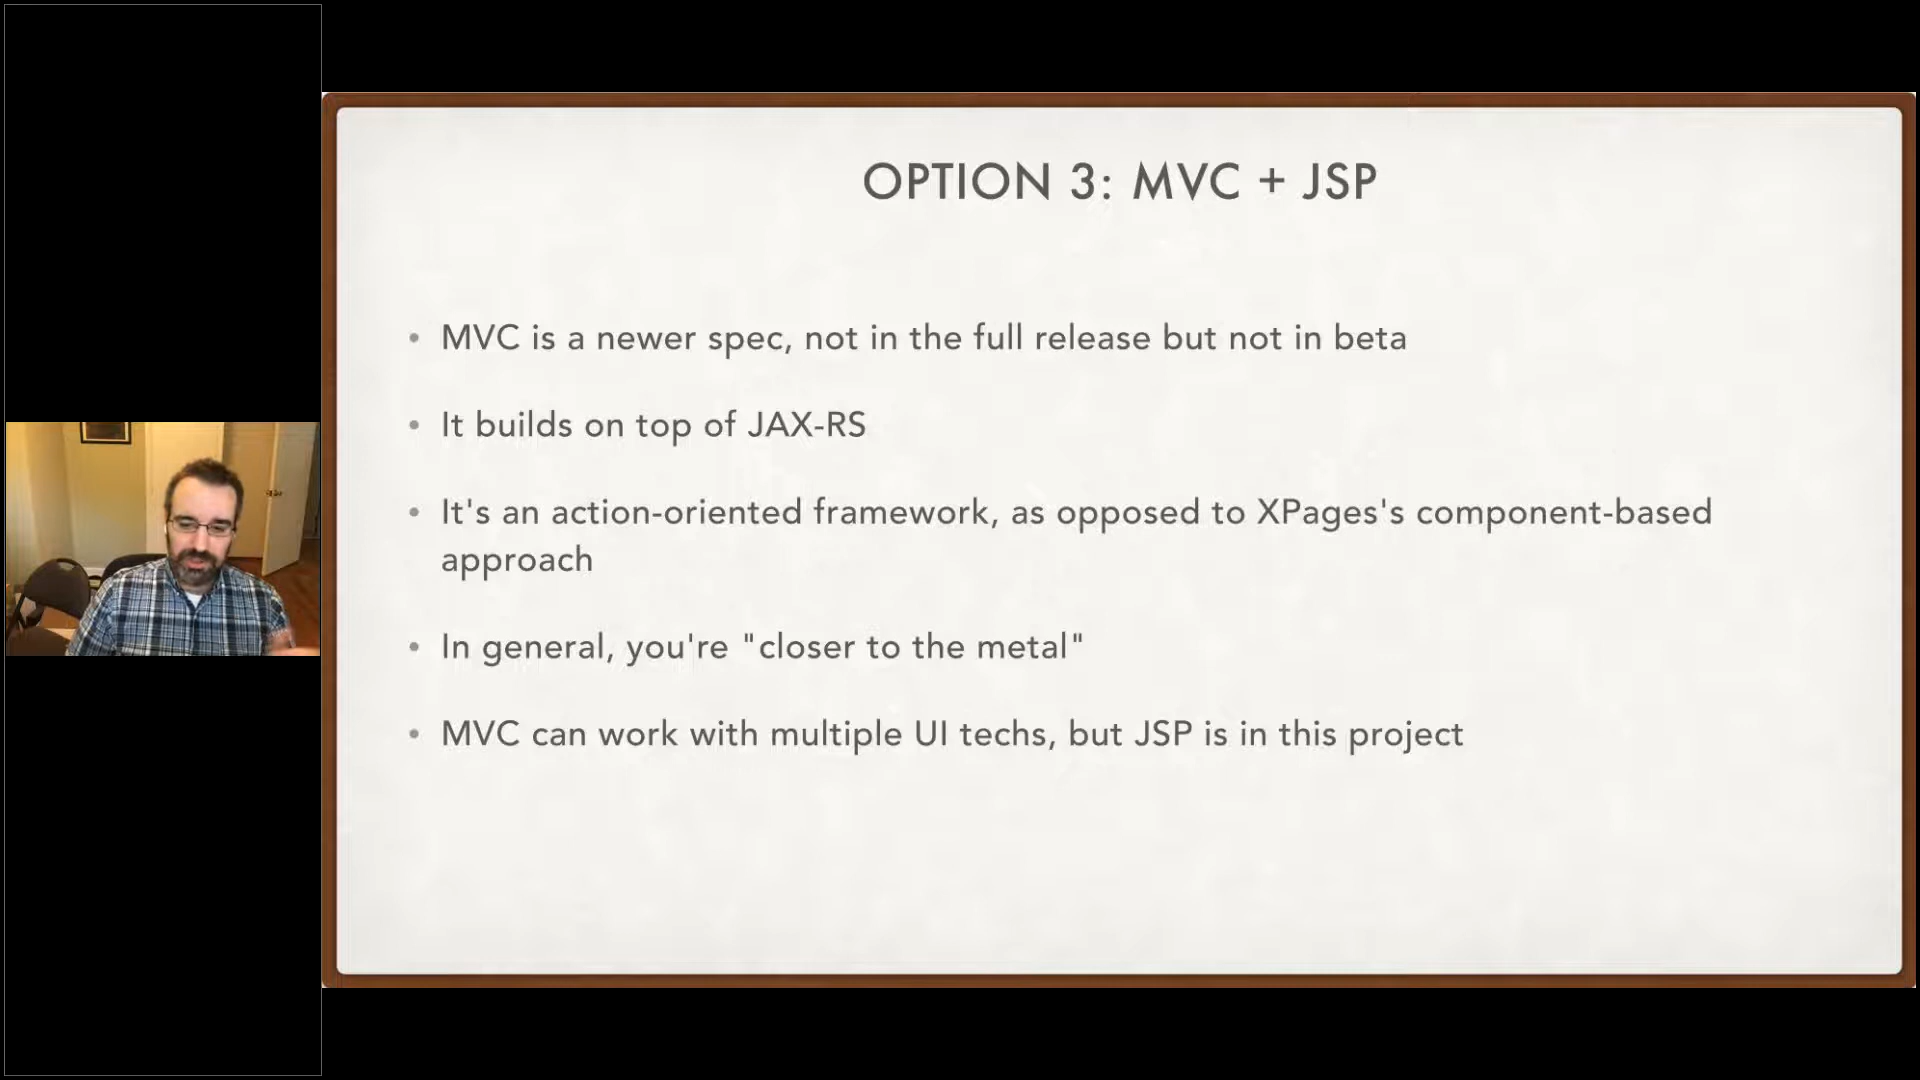 OPTION 3: MVC + JSP
• MVC is a newer spec, not in the full release but not in beta
• It builds on top of JAX-RS
• It's an action-oriented framework, as opposed to XPages's component-based
approach
• In general, you're "closer to the metal"
• MVC can work with multiple UI techs, but JSP is in this project